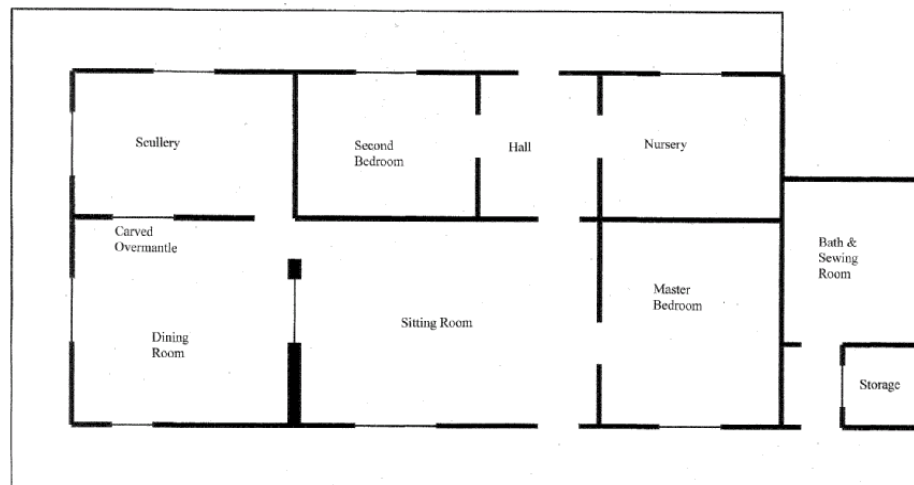 Scullery
Second
Bedroom
Hall
Nursery
Carved
Overmantle
Bath &
Sewing
Room
Master
Bedroom
Sitting Room
Dining
Room
Storage